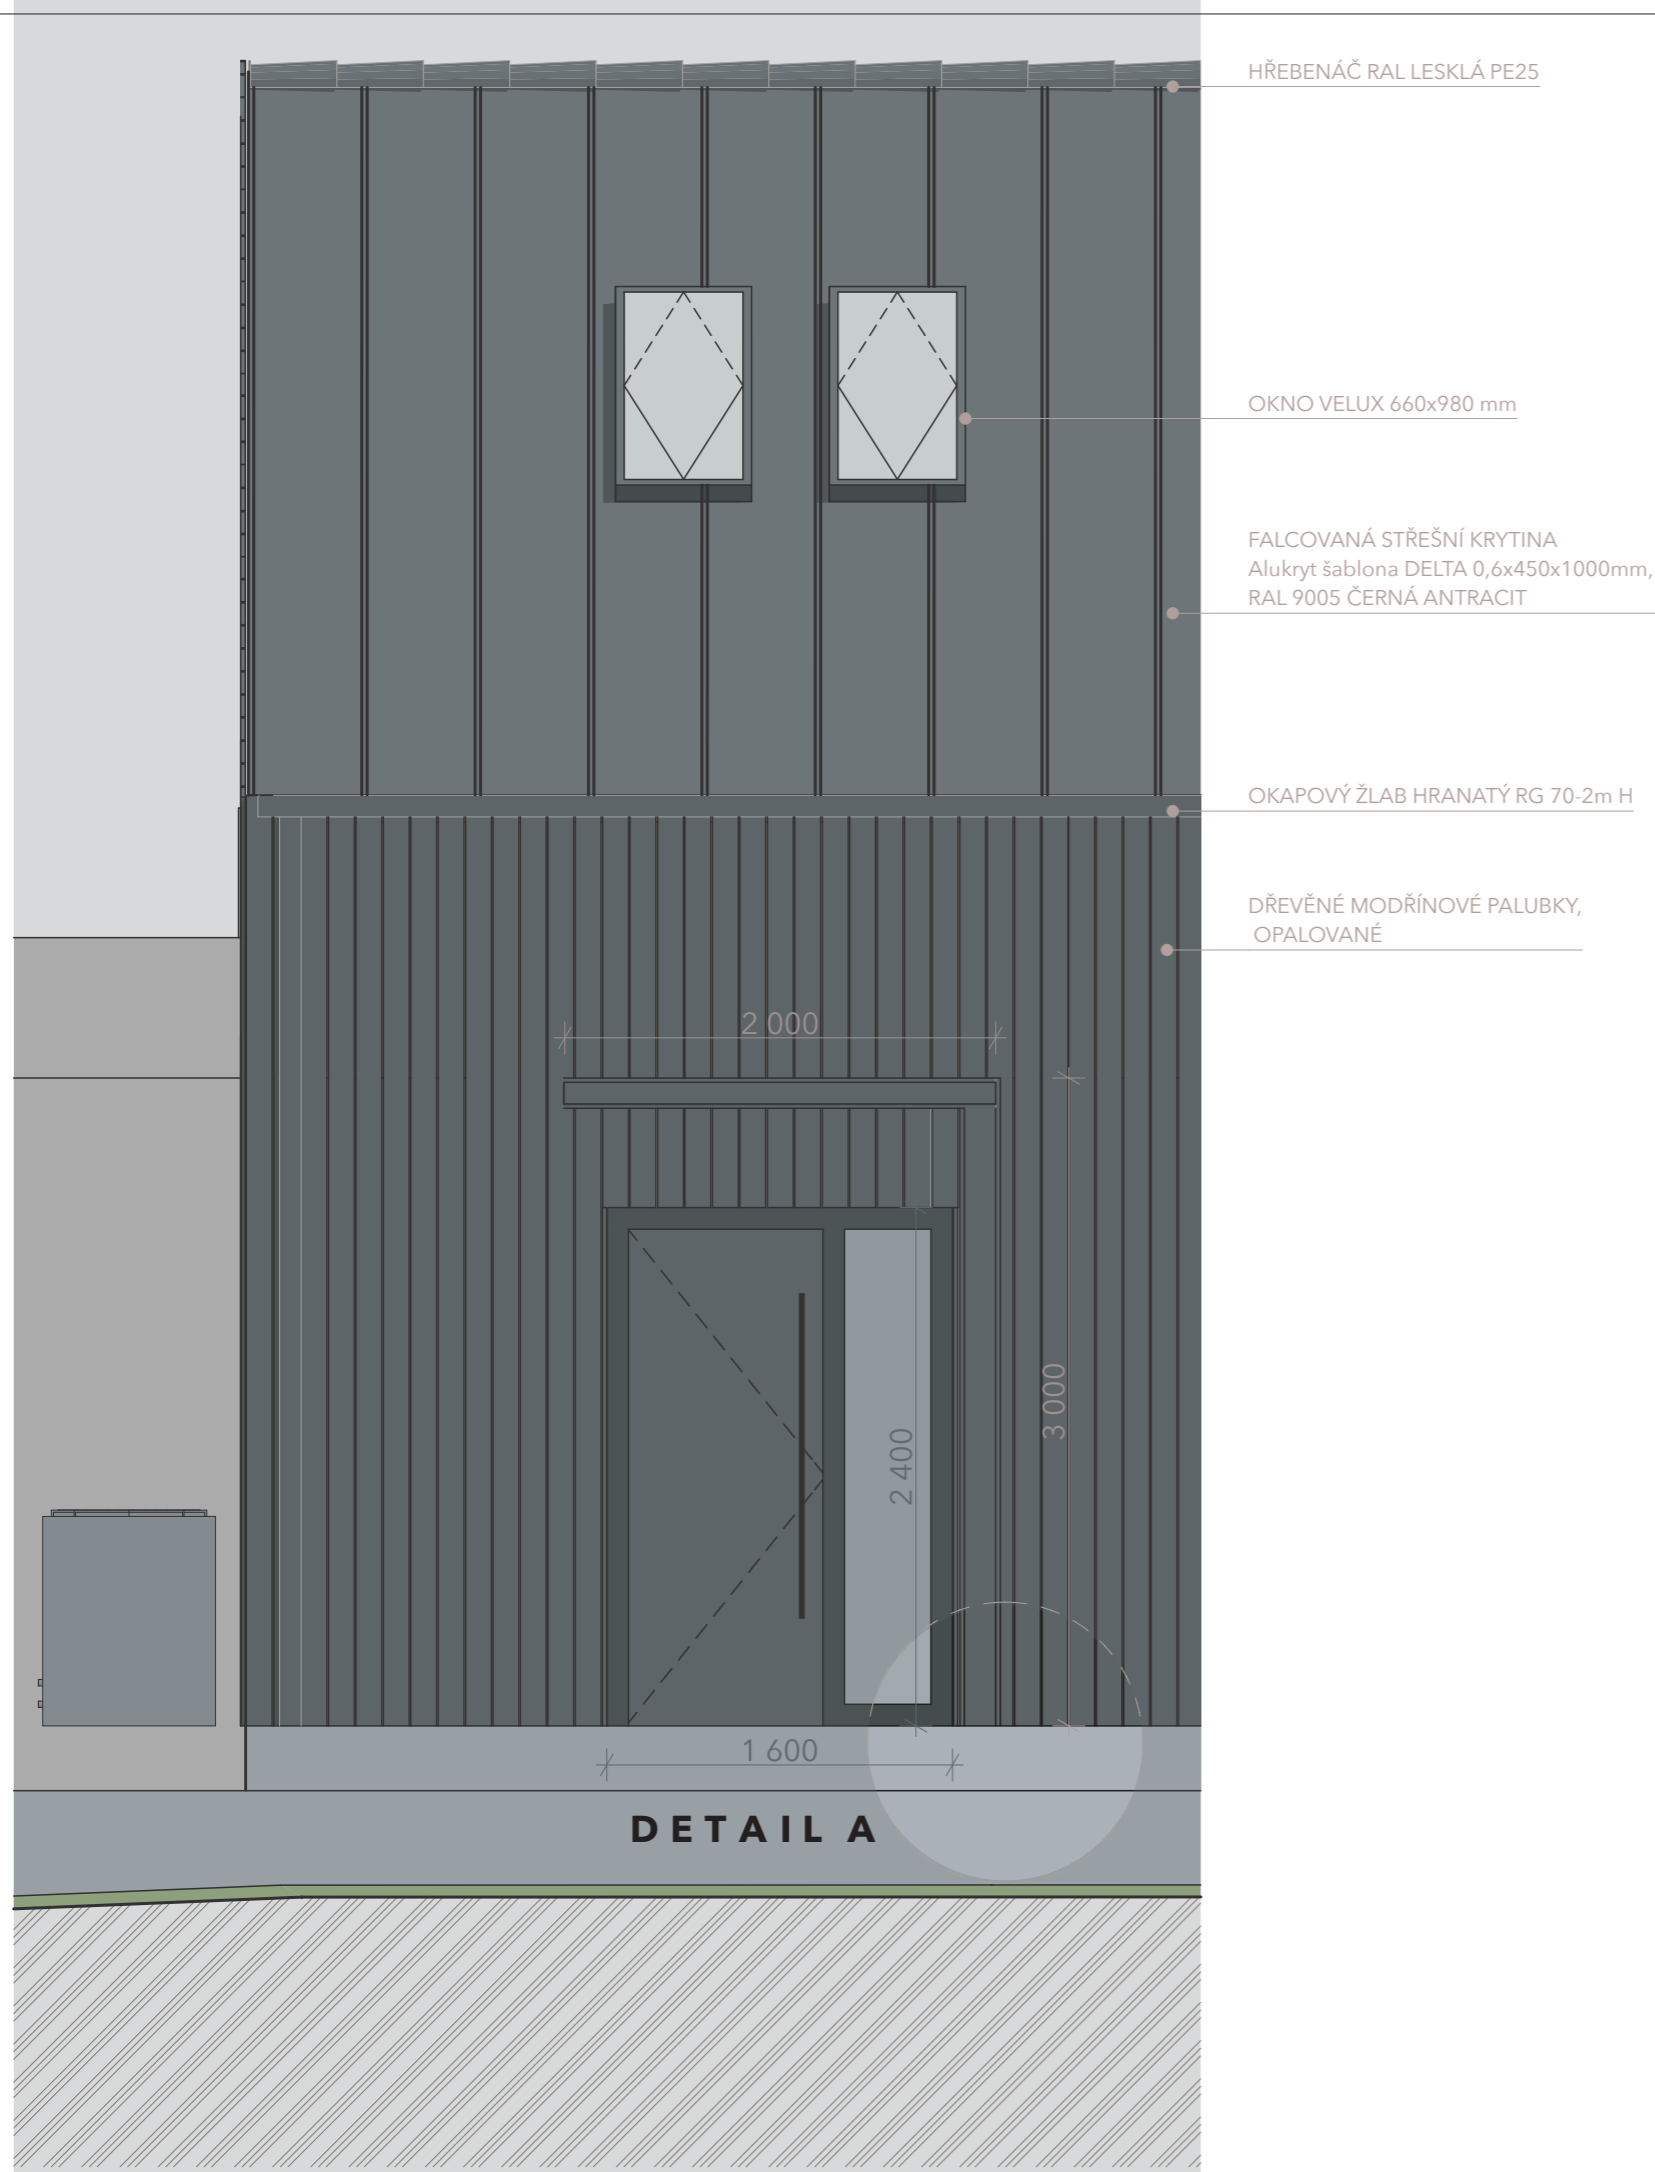 HŘEBENÁČ RAL LESKLÁ PE25
OKNO VELUX 660x980 mm
FALCOVANÁ STŘEŠNÍ KRYTINA
Alukryt šablona DELTA 0,6x450x1000mm,
RAL 9005 ČERNÁ ANTRACIT
OKAPOVÝ ŽLAB HRANATÝ RG 70-2m H
DŘEVĚNÉ MODŘÍNOVÉ PALUBKY,
OPALOVANÉ
2 000
3 000
2 400
1 600
DETAIL A